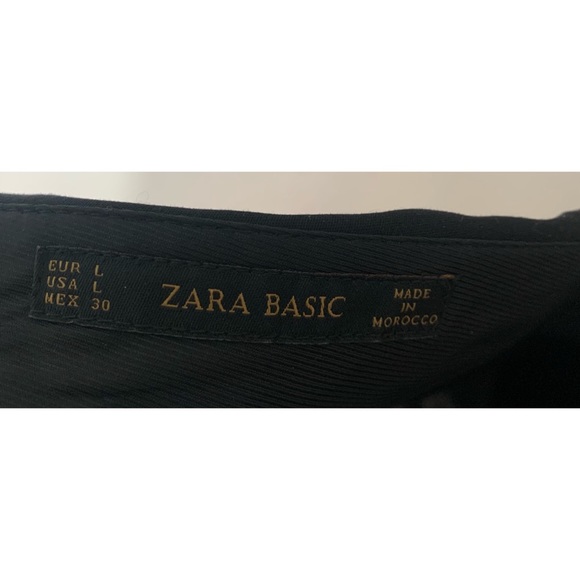 EUR L
USA L
MEX 30
ZARA BASIC
MADE
IN
MOROCCO